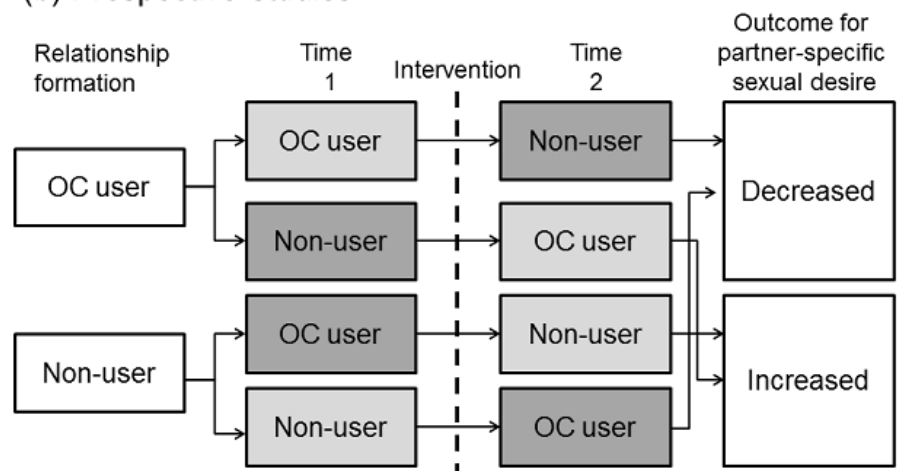 Relationship
formation
Time
1
Intervention
Time
2
Outcome for
partner-specific
sexual desire
OC user
Non-user
OC user
Non-user
OC user
Non-user
Non-user
OC user
Non-user
OC user
Decreased
Increased